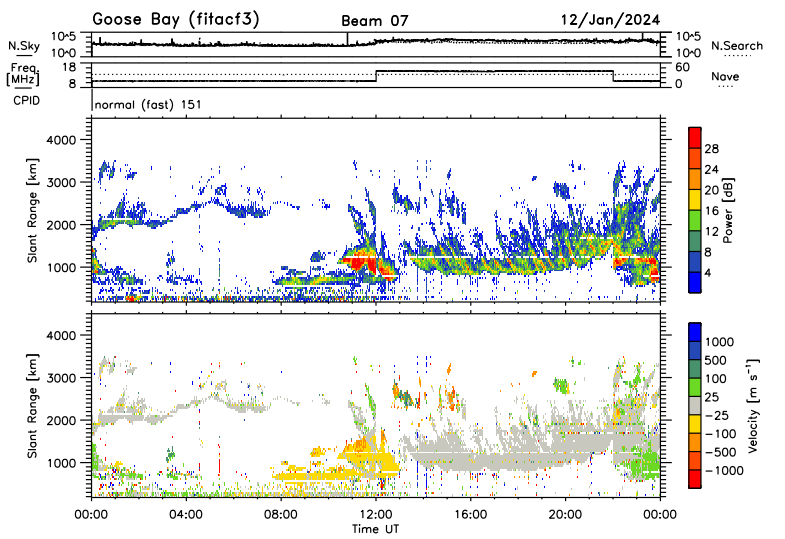 Goose Bay (fitacf3) Beam 07 12/Jan/2024
N.Sky 10^5 10^0 10^5 10^0 N.Search
Freq. [MHz] 18 8 60 0 Nave
CPID normal (fast) 151
Slant Range [km] 4000 3000 2000 1000
Power [dB] 28 24 20 16 12 8 4
Slant Range [km] 4000 3000 2000 1000
Velocity [m s⁻¹] 1000 500 100 25 -25 -100 -500 -1000
00:00 04:00 08:00 12:00 16:00 20:00 00:00
Time UT